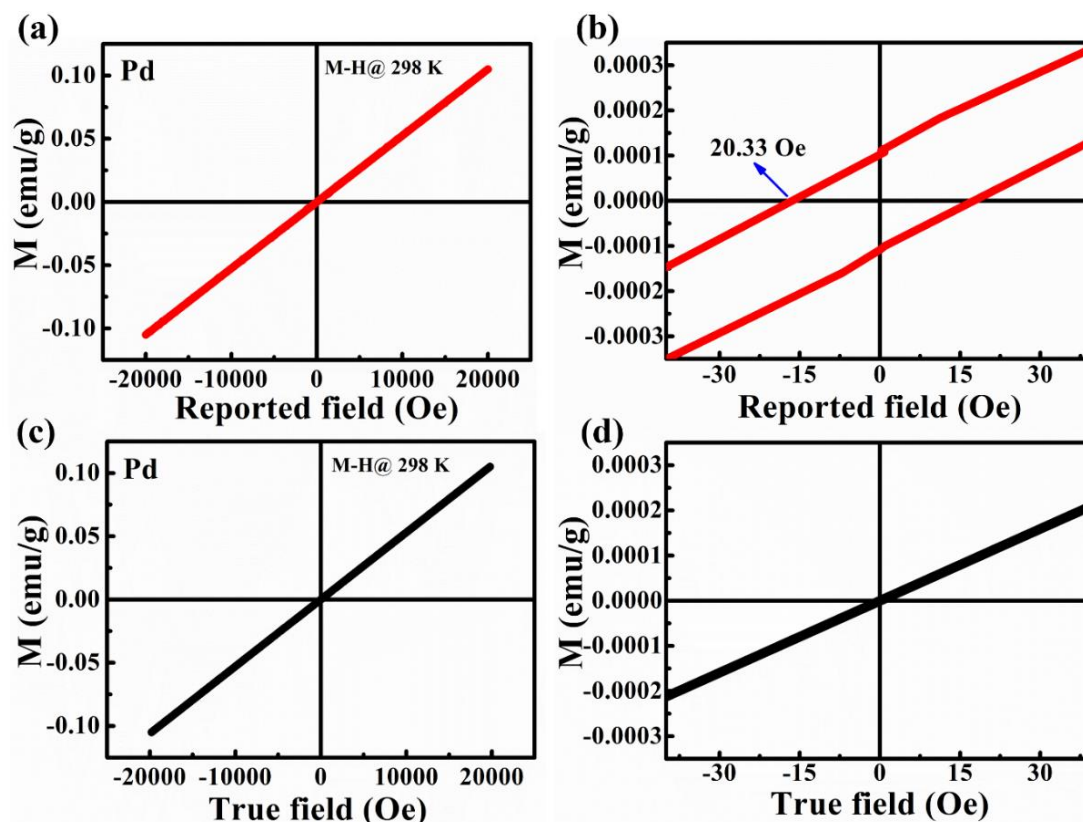 (a)
Pd
M-H@ 298 K
M (emu/g)
0.10
0.05
0.00
-0.05
-0.10
-20000 -10000 0 10000 20000
Reported field (Oe)
(b)
20.33 Oe
M (emu/g)
0.0003
0.0002
0.0001
0.0000
-0.0001
-0.0002
-0.0003
-30 -15 0 15 30
Reported field (Oe)
(c)
Pd
M-H@ 298 K
M (emu/g)
0.10
0.05
0.00
-0.05
-0.10
-20000 -10000 0 10000 20000
True field (Oe)
(d)
M (emu/g)
0.0003
0.0002
0.0001
0.0000
-0.0001
-0.0002
-0.0003
-30 -15 0 15 30
True field (Oe)